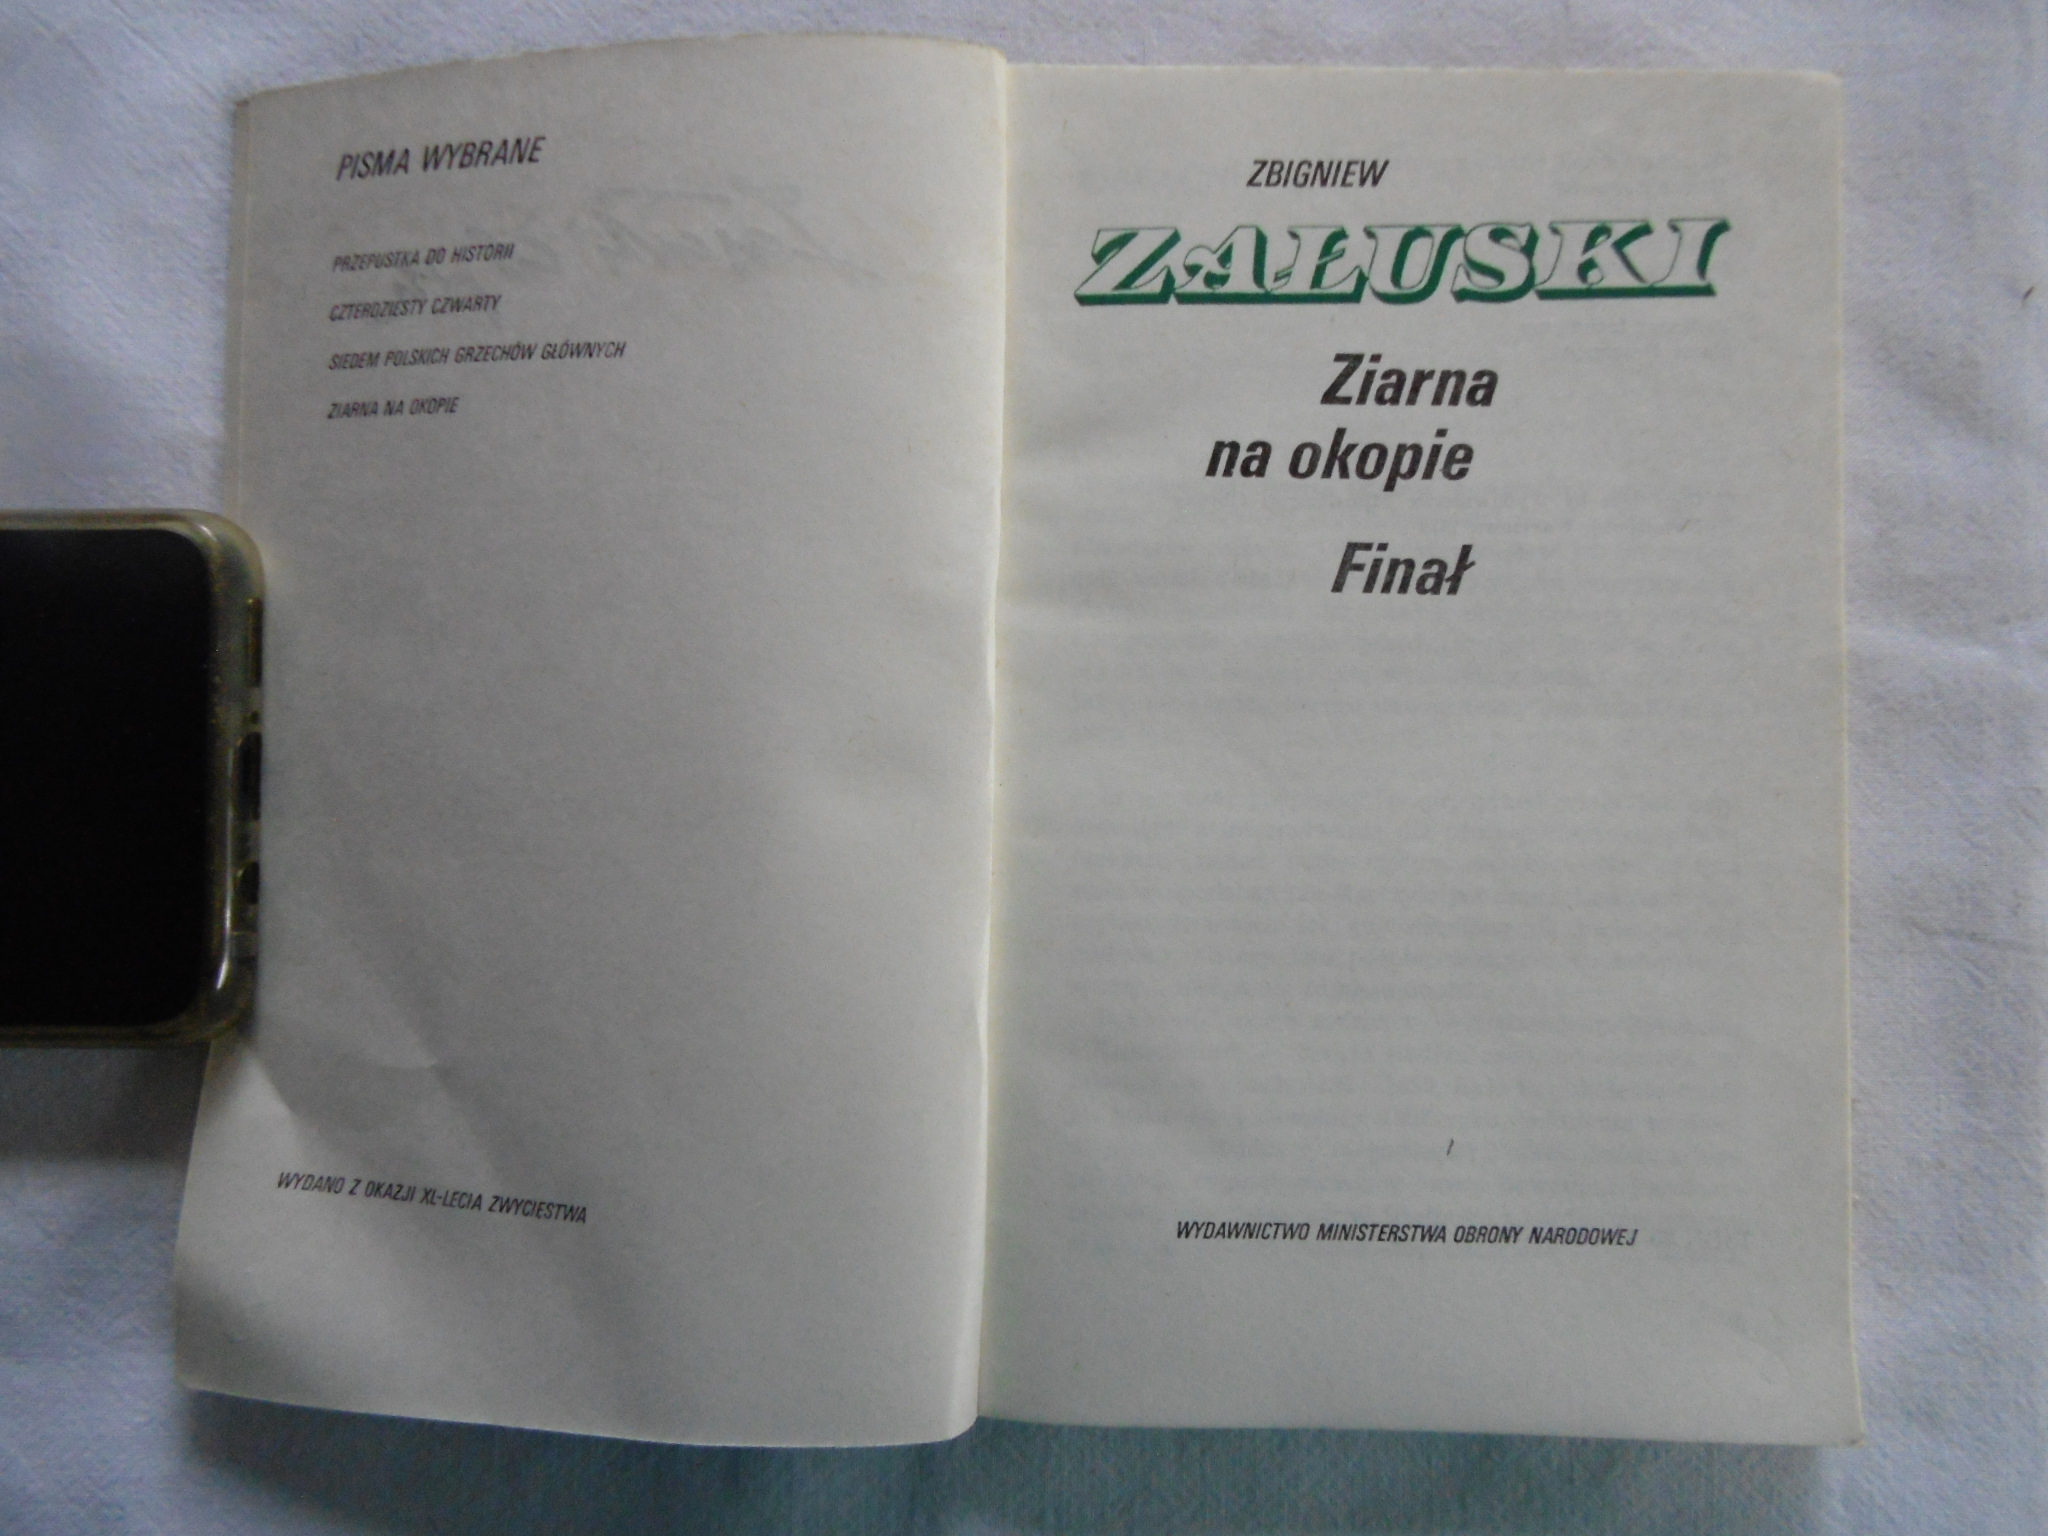 PISMA WYBRANE
PRZEPUSTKA DO HISTORII
CZTERDZIESTY CZWARTY
SIEDEM POLSKICH GRZECHÓW GŁÓWNYCH
ZIARNA NA OKOPIE
WYDANO Z OKAZJI XL-LECIA ZWYCIĘSTWA
ZBIGNIEW
ZAŁUSKI
Ziarna
na okopie
Finał
WYDAWNICTWO MINISTERSTWA OBRONY NARODOWEJ